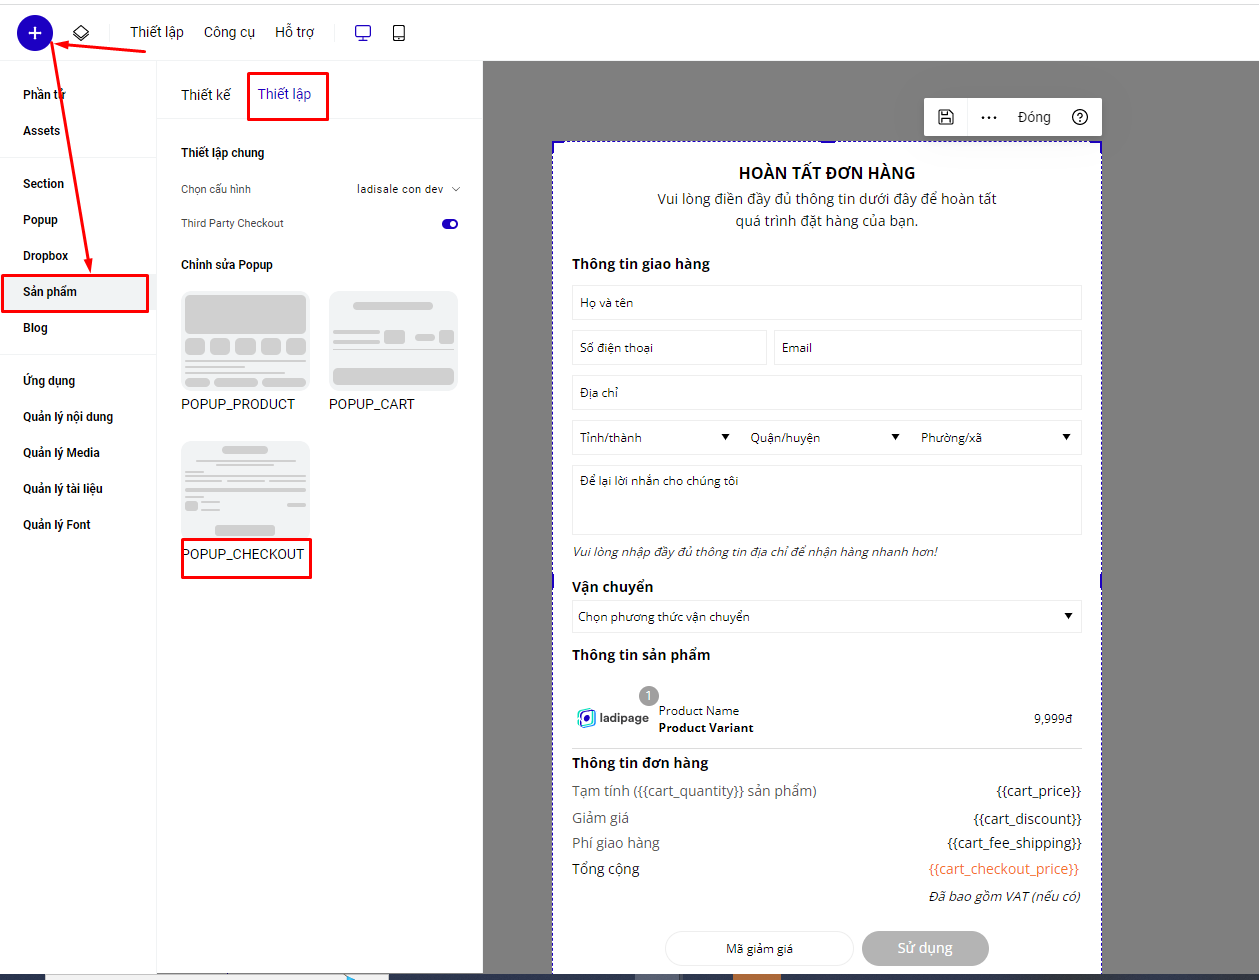 Thiết lập
Công cụ
Hỗ trợ
Phần tử
Assets
Section
Popup
Dropbox
Sản phẩm
Blog
Ứng dụng
Quản lý nội dung
Quản lý Media
Quản lý tài liệu
Quản lý Font
Thiết kế
Thiết lập
Thiết lập chung
Chọn cấu hình
ladisale con dev
Third Party Checkout
Chỉnh sửa Popup
POPUP_PRODUCT
POPUP_CART
POPUP_CHECKOUT
Đóng
HOÀN TẤT ĐƠN HÀNG
Vui lòng điền đầy đủ thông tin dưới đây để hoàn tất
quá trình đặt hàng của bạn.
Thông tin giao hàng
Họ và tên
Số điện thoại
Email
Địa chỉ
Tỉnh/thành
Quận/huyện
Phường/xã
Để lại lời nhắn cho chúng tôi
Vui lòng nhập đầy đủ thông tin địa chỉ để nhận hàng nhanh hơn!
Vận chuyển
Chọn phương thức vận chuyển
Thông tin sản phẩm
1
ladipage
Product Name
Product Variant
9,999đ
Thông tin đơn hàng
Tạm tính ({{cart_quantity}} sản phẩm)
{{cart_price}}
Giảm giá
{{cart_discount}}
Phí giao hàng
{{cart_fee_shipping}}
Tổng cộng
{{cart_checkout_price}}
Đã bao gồm VAT (nếu có)
Mã giảm giá
Sử dụng